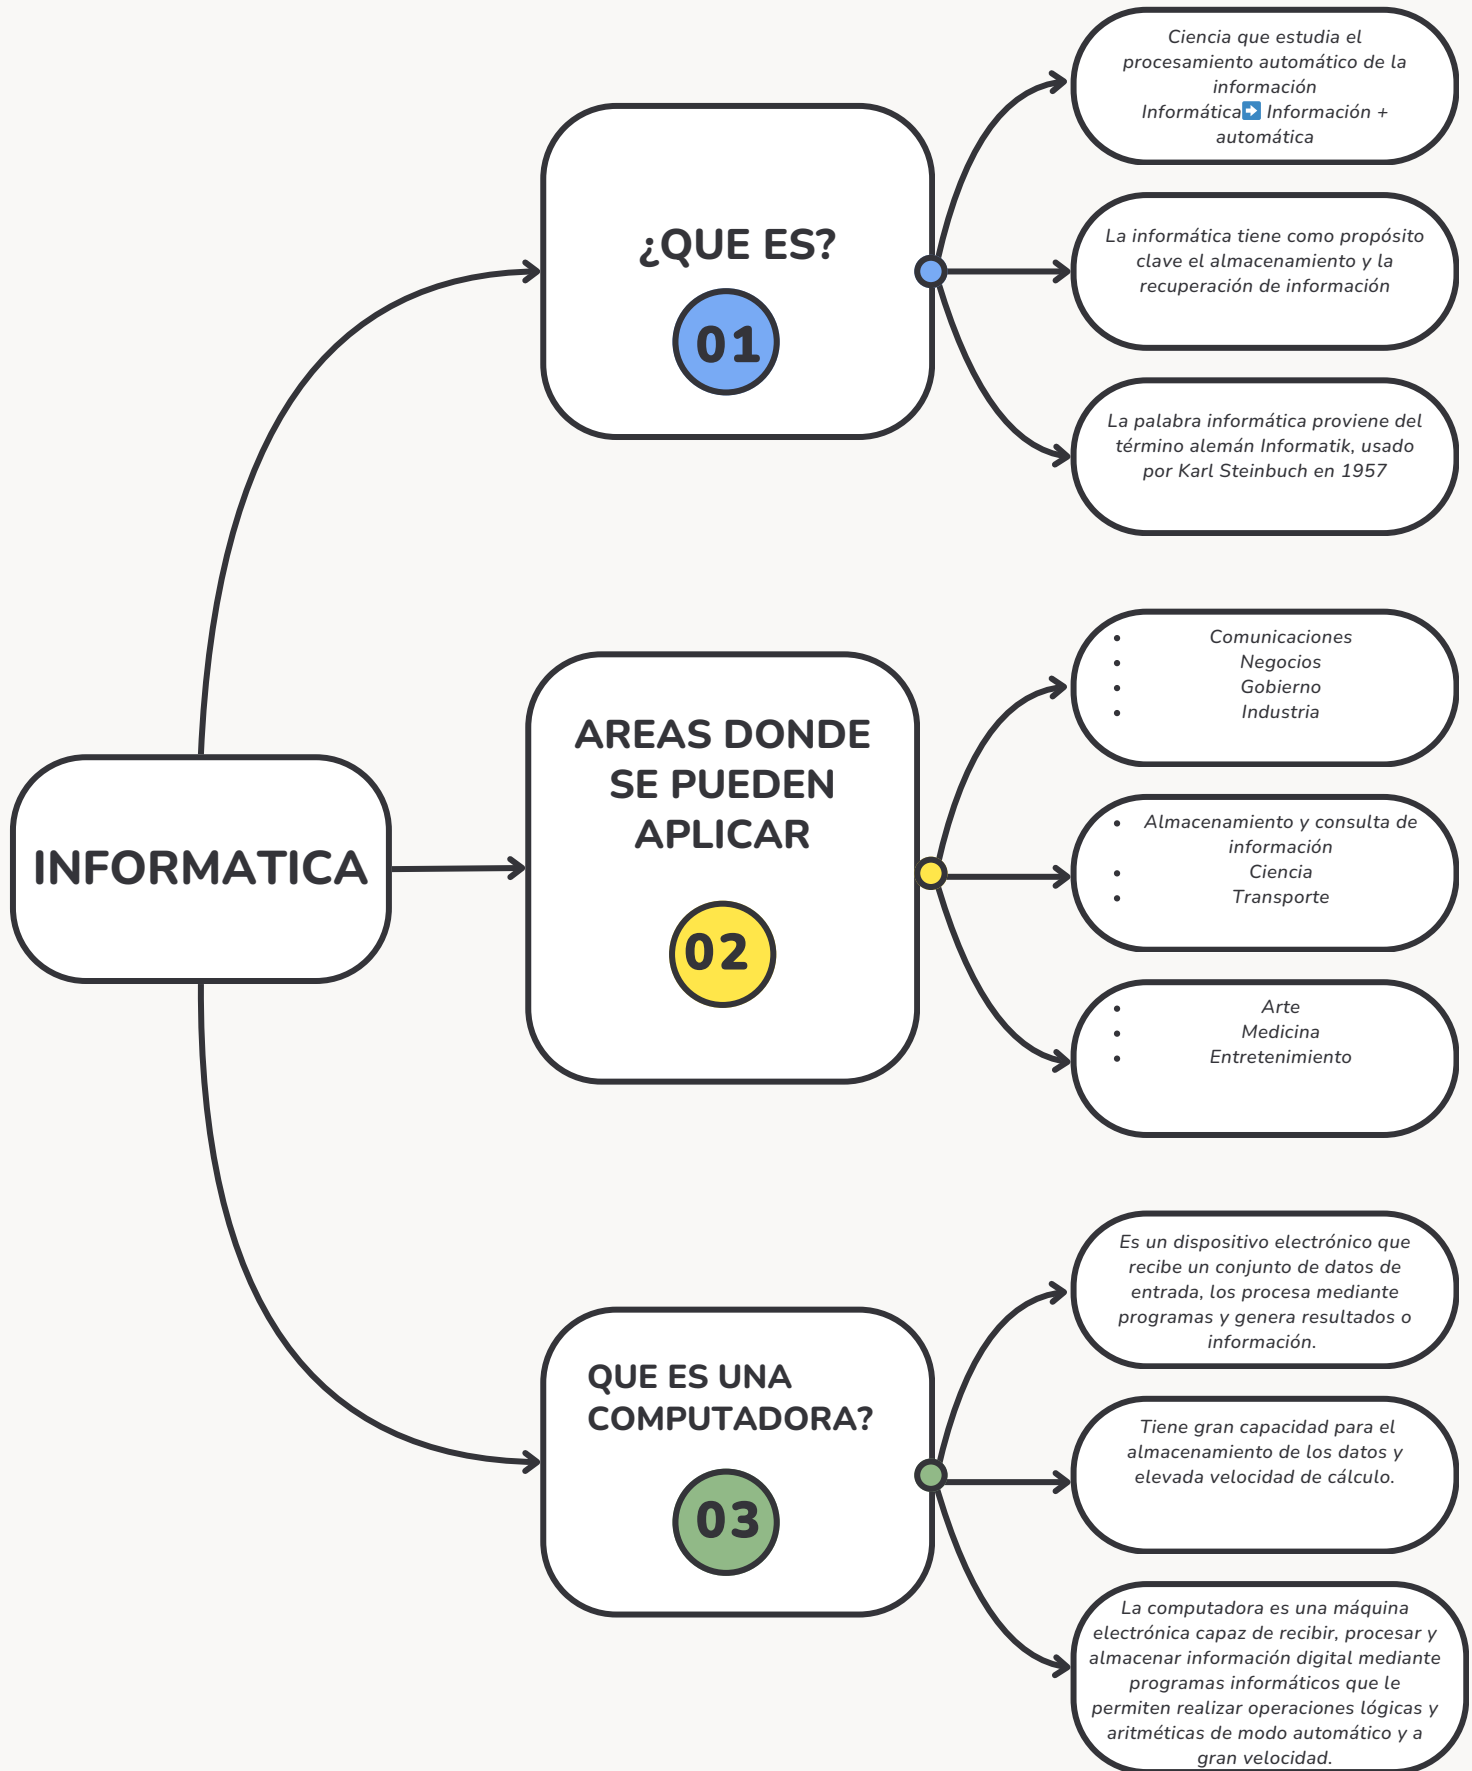 INFORMATICA
¿QUE ES?
01
Ciencia que estudia el
procesamiento automático de la
información
Informática➡ Información +
automática
La informática tiene como propósito
clave el almacenamiento y la
recuperación de información
La palabra informática proviene del
término alemán Informatik, usado
por Karl Steinbuch en 1957
AREAS DONDE
SE PUEDEN
APLICAR
02
• Comunicaciones
• Negocios
• Gobierno
• Industria
• Almacenamiento y consulta de
información
• Ciencia
• Transporte
• Arte
• Medicina
• Entretenimiento
QUE ES UNA
COMPUTADORA?
03
Es un dispositivo electrónico que
recibe un conjunto de datos de
entrada, los procesa mediante
programas y genera resultados o
información.
Tiene gran capacidad para el
almacenamiento de los datos y
elevada velocidad de cálculo.
La computadora es una máquina
electrónica capaz de recibir, procesar y
almacenar información digital mediante
programas informáticos que le
permiten realizar operaciones lógicas y
aritméticas de modo automático y a
gran velocidad.